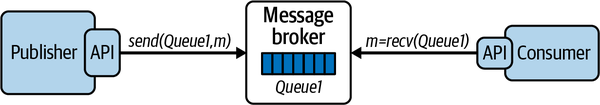 Publisher
API
send(Queue1,m)
Message
broker
Queue1
m=recv(Queue1)
API
Consumer